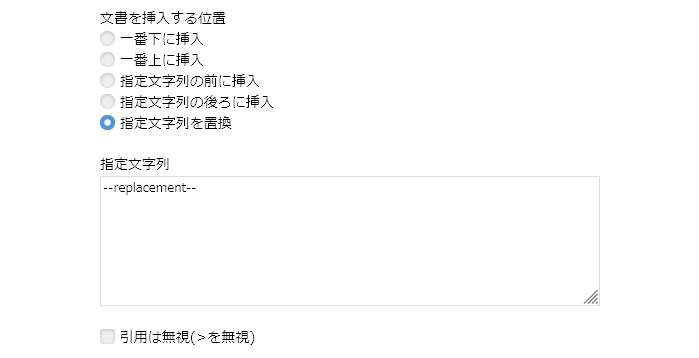 文書を挿入する位置
一番下に挿入
一番上に挿入
指定文字列の前に挿入
指定文字列の後ろに挿入
指定文字列を置換
指定文字列
--replacement--
引用は無視(>を無視)